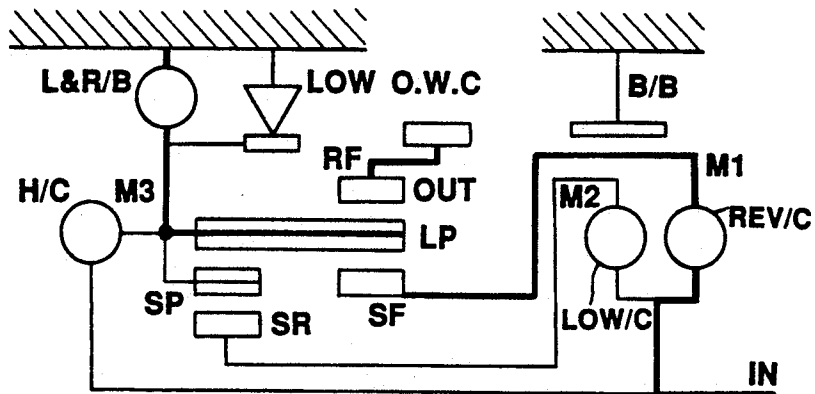 L&R/B
LOW O.W.C
B/B
RF
OUT
M1
H/C
M3
M2
REV/C
LP
SP
SF
SR
LOW/C
IN